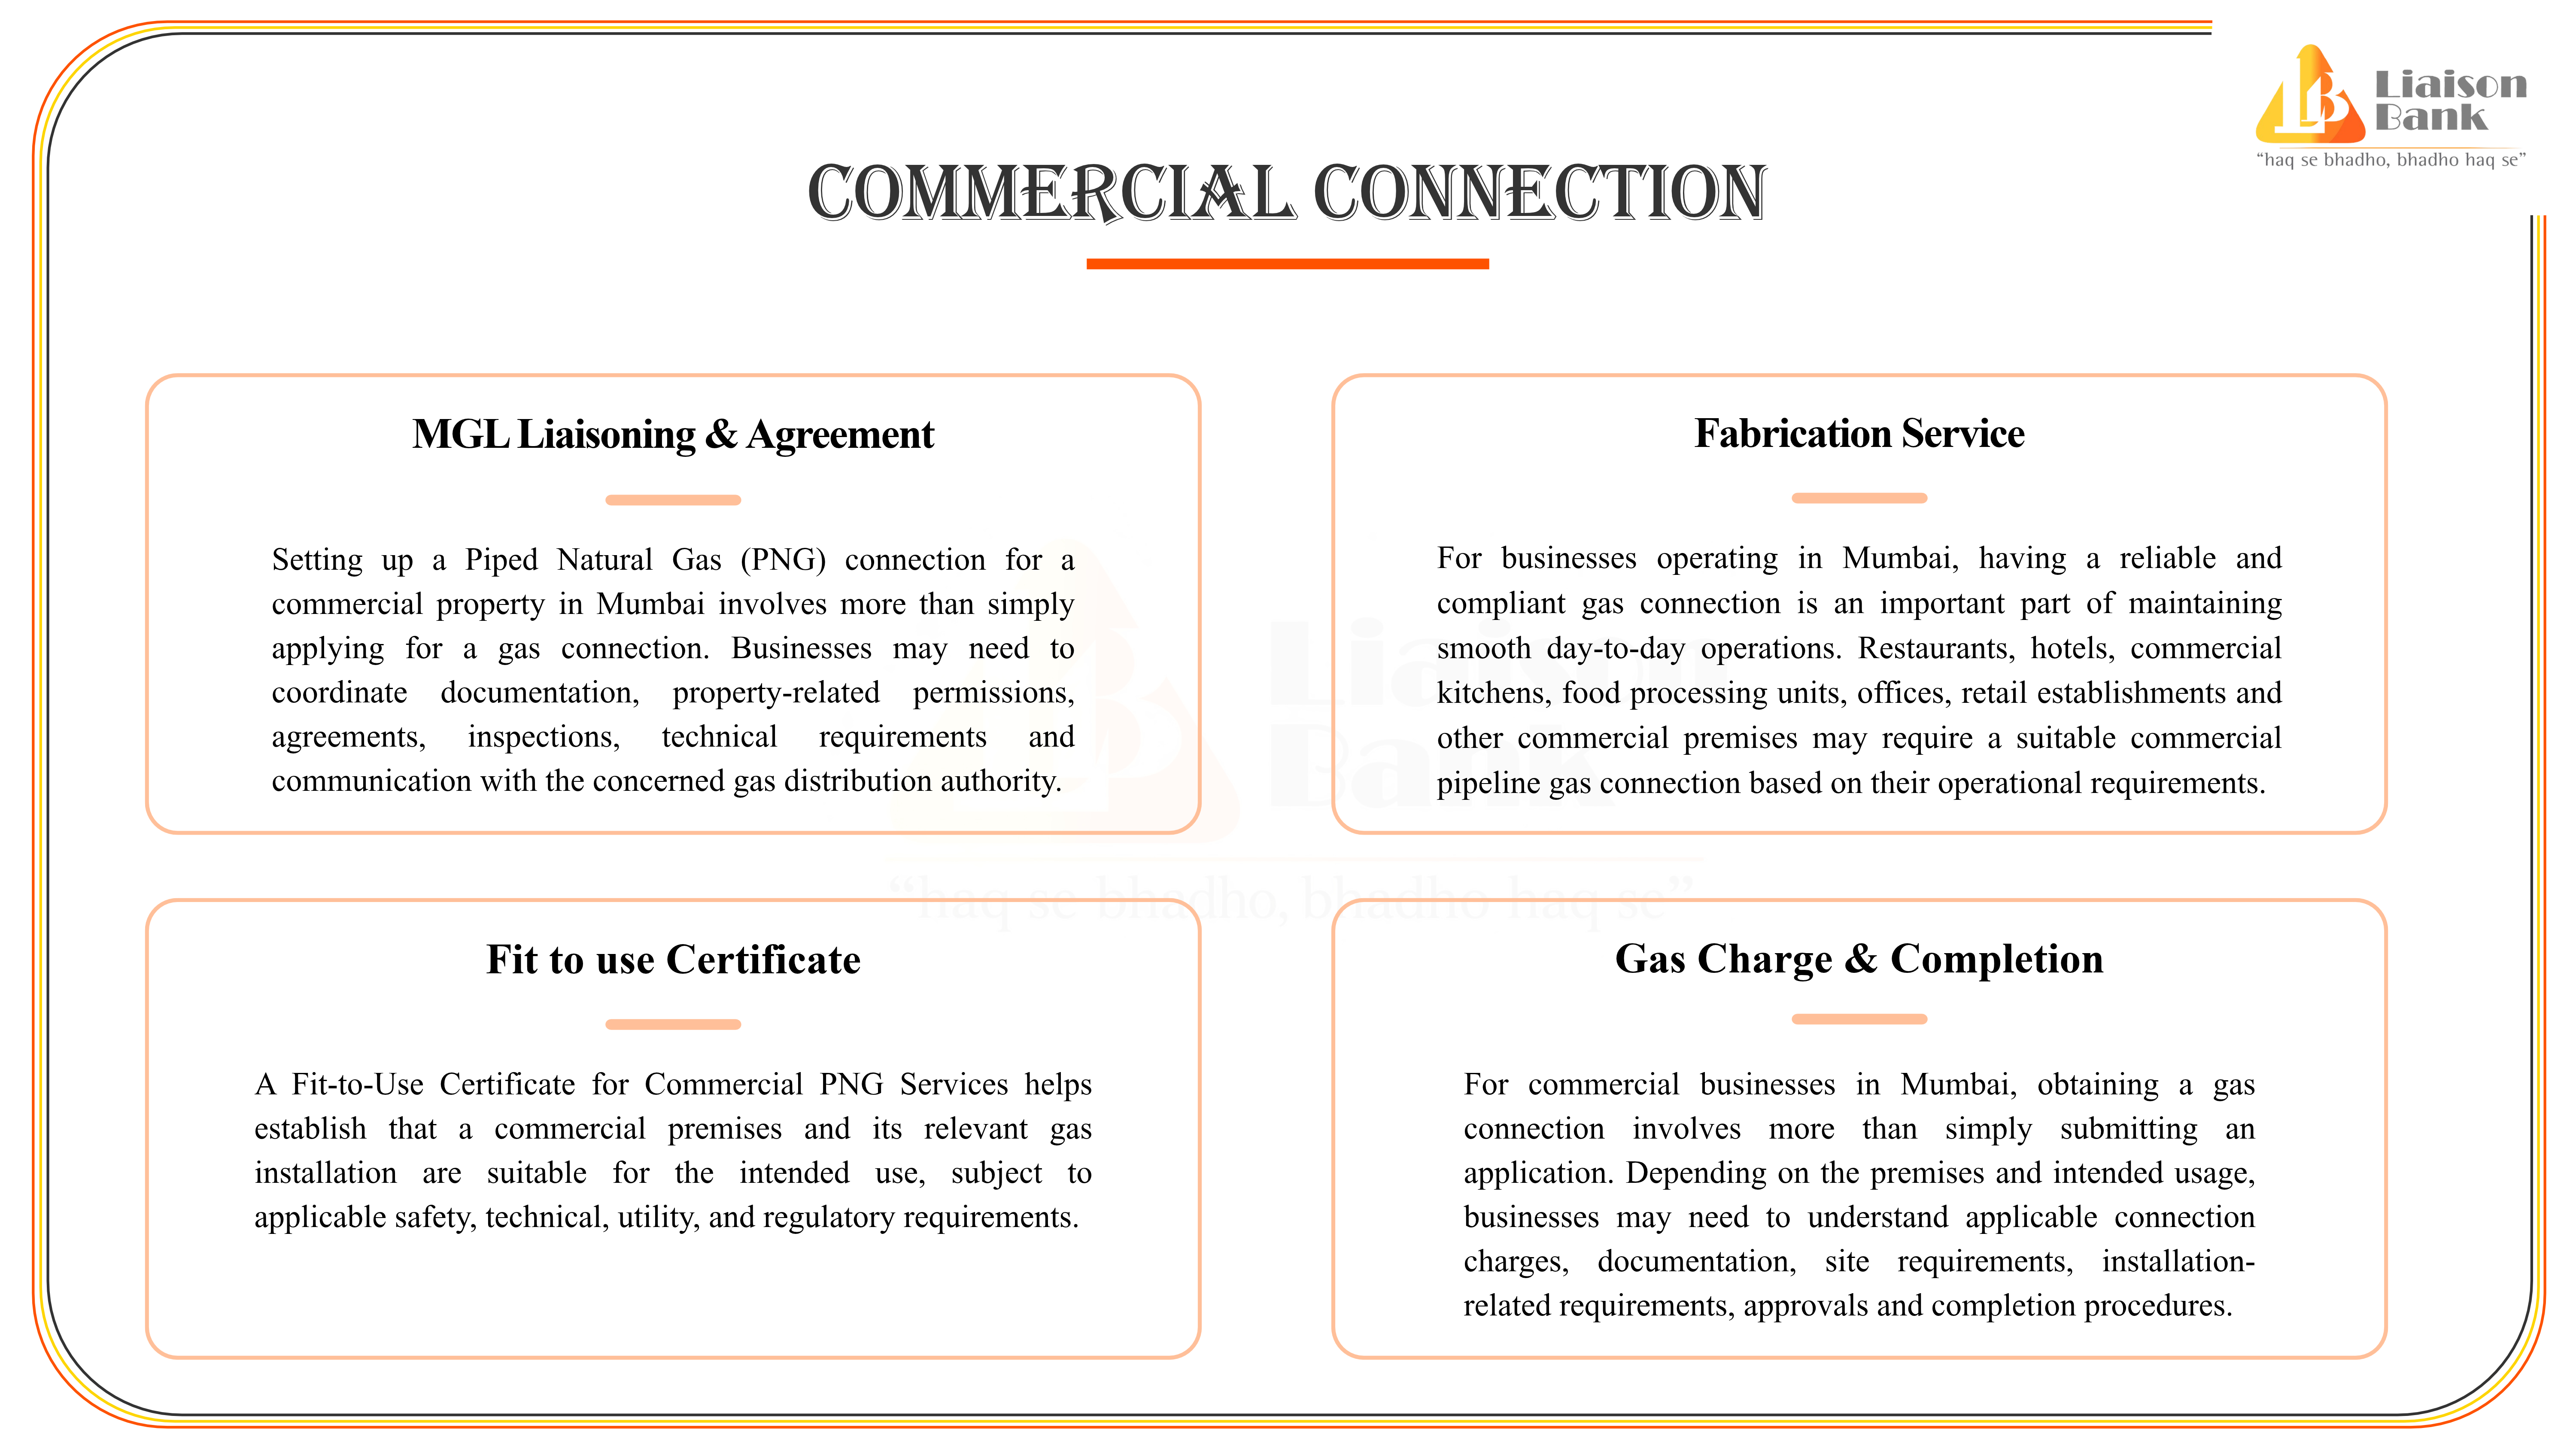 Liaison
Bank
“haq se bhadho, bhadho haq se”
COMMERCIAL CONNECTION
MGL Liaisoning & Agreement
Setting up a Piped Natural Gas (PNG) connection for a
commercial property in Mumbai involves more than simply
applying for a gas connection. Businesses may need to
coordinate documentation, property-related permissions,
agreements, inspections, technical requirements and
communication with the concerned gas distribution authority.
Fabrication Service
For businesses operating in Mumbai, having a reliable and
compliant gas connection is an important part of maintaining
smooth day-to-day operations. Restaurants, hotels, commercial
kitchens, food processing units, offices, retail establishments and
other commercial premises may require a suitable commercial
pipeline gas connection based on their operational requirements.
Liaison
Bank
“haq se bhadho, bhadho haq se”
Fit to use Certificate
A Fit-to-Use Certificate for Commercial PNG Services helps
establish that a commercial premises and its relevant gas
installation are suitable for the intended use, subject to
applicable safety, technical, utility, and regulatory requirements.
Gas Charge & Completion
For commercial businesses in Mumbai, obtaining a gas
connection involves more than simply submitting an
application. Depending on the premises and intended usage,
businesses may need to understand applicable connection
charges, documentation, site requirements, installation-
related requirements, approvals and completion procedures.